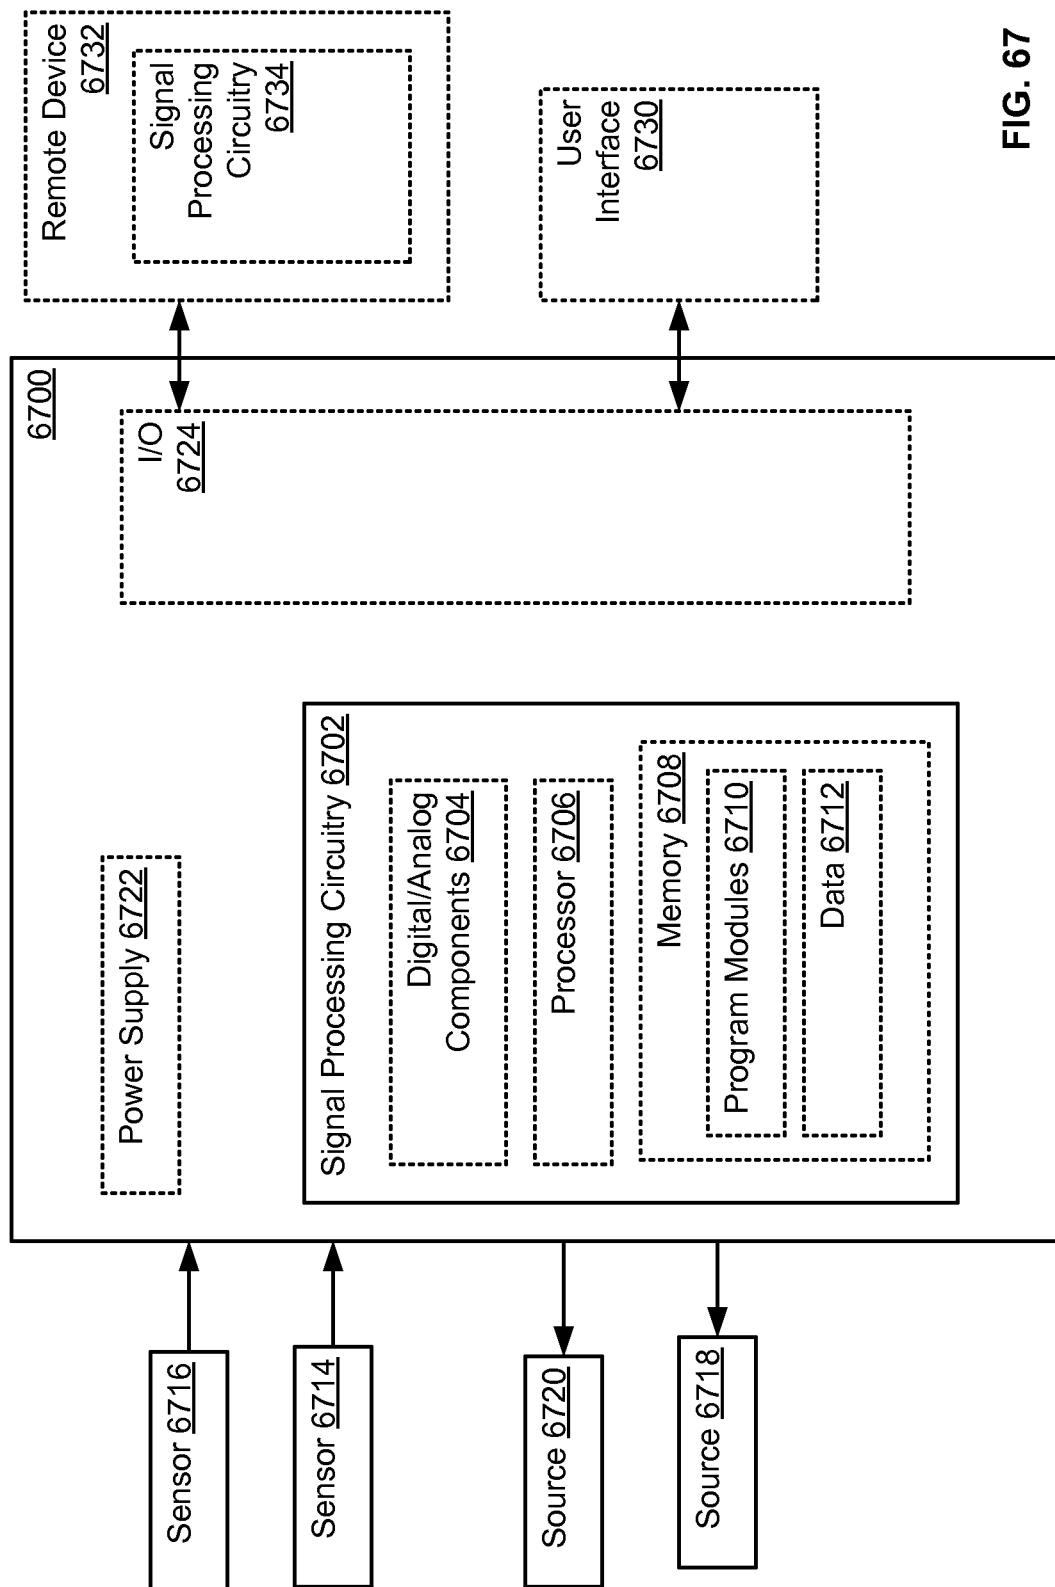 6700
Power Supply 6722
Sensor 6716
Sensor 6714
Source 6720
Source 6718
Signal Processing Circuitry 6702
Digital/Analog
Components 6704
Processor 6706
Memory 6708
Program Modules 6710
Data 6712
I/O
6724
Remote Device
6732
Signal
Processing
Circuitry
6734
User
Interface
6730
FIG. 67